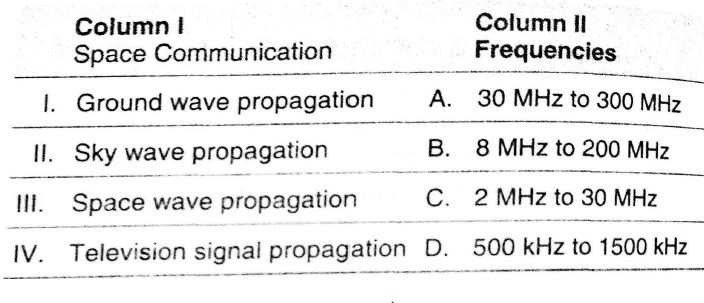 Column I Column II
Space Communication Frequencies
I. Ground wave propagation A. 30 MHz to 300 MHz
II. Sky wave propagation B. 8 MHz to 200 MHz
III. Space wave propagation C. 2 MHz to 30 MHz
IV. Television signal propagation D. 500 kHz to 1500 kHz